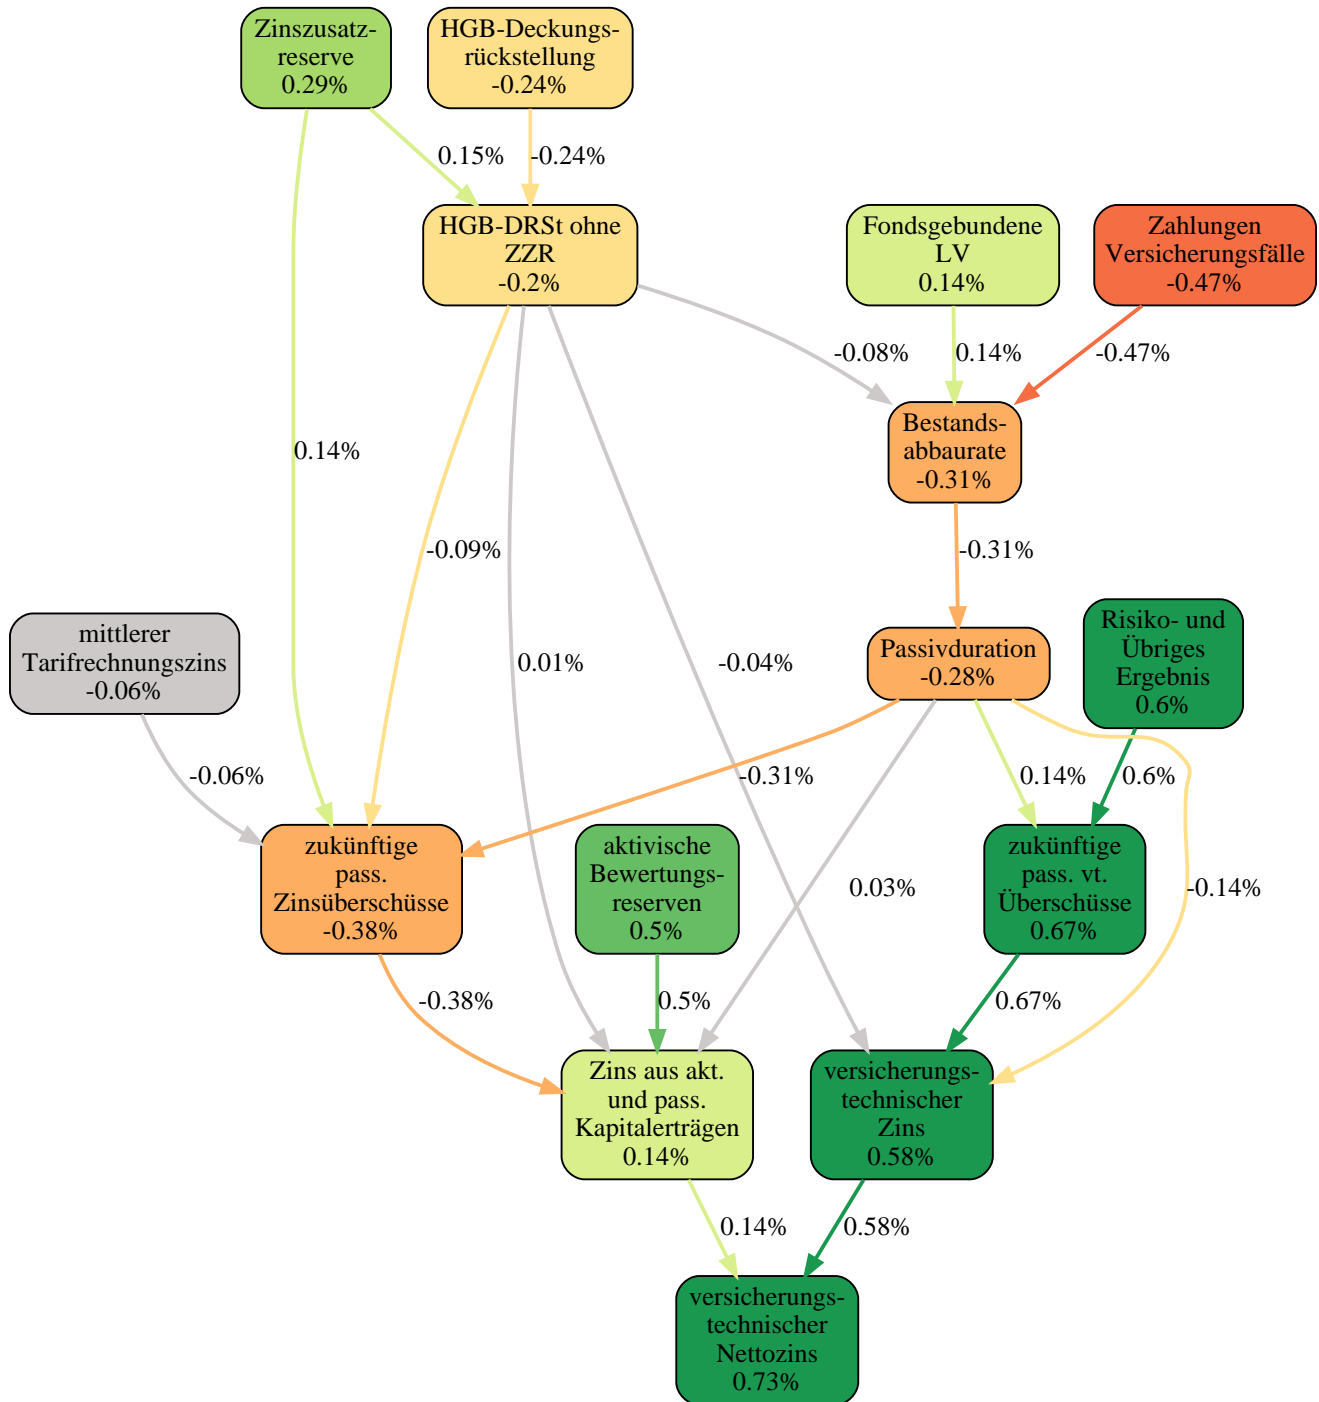 Zinszusatz-
reserve
0.29%
HGB-Deckungs-
rückstellung
-0.24%
0.15%
-0.24%
HGB-DRSt ohne
ZZR
-0.2%
Fondsgebundene
LV
0.14%
Zahlungen
Versicherungsfälle
-0.47%
-0.08%
0.14%
-0.47%
Bestands-
abbaurate
-0.31%
0.14%
-0.09%
-0.31%
mittlerer
Tarifrechnungszins
-0.06%
0.01%
-0.04%
Passivduration
-0.28%
Risiko- und
Übriges
Ergebnis
0.6%
-0.06%
-0.31%
0.14%
0.6%
zukünftige
pass.
Zinsüberschüsse
-0.38%
aktivische
Bewertungs-
reserven
0.5%
0.03%
zukünftige
pass. vt.
Überschüsse
0.67%
-0.14%
-0.38%
0.5%
0.67%
Zins aus akt.
und pass.
Kapitalerträgen
0.14%
versicherungs-
technischer
Zins
0.58%
0.14%
0.58%
versicherungs-
technischer
Nettozins
0.73%